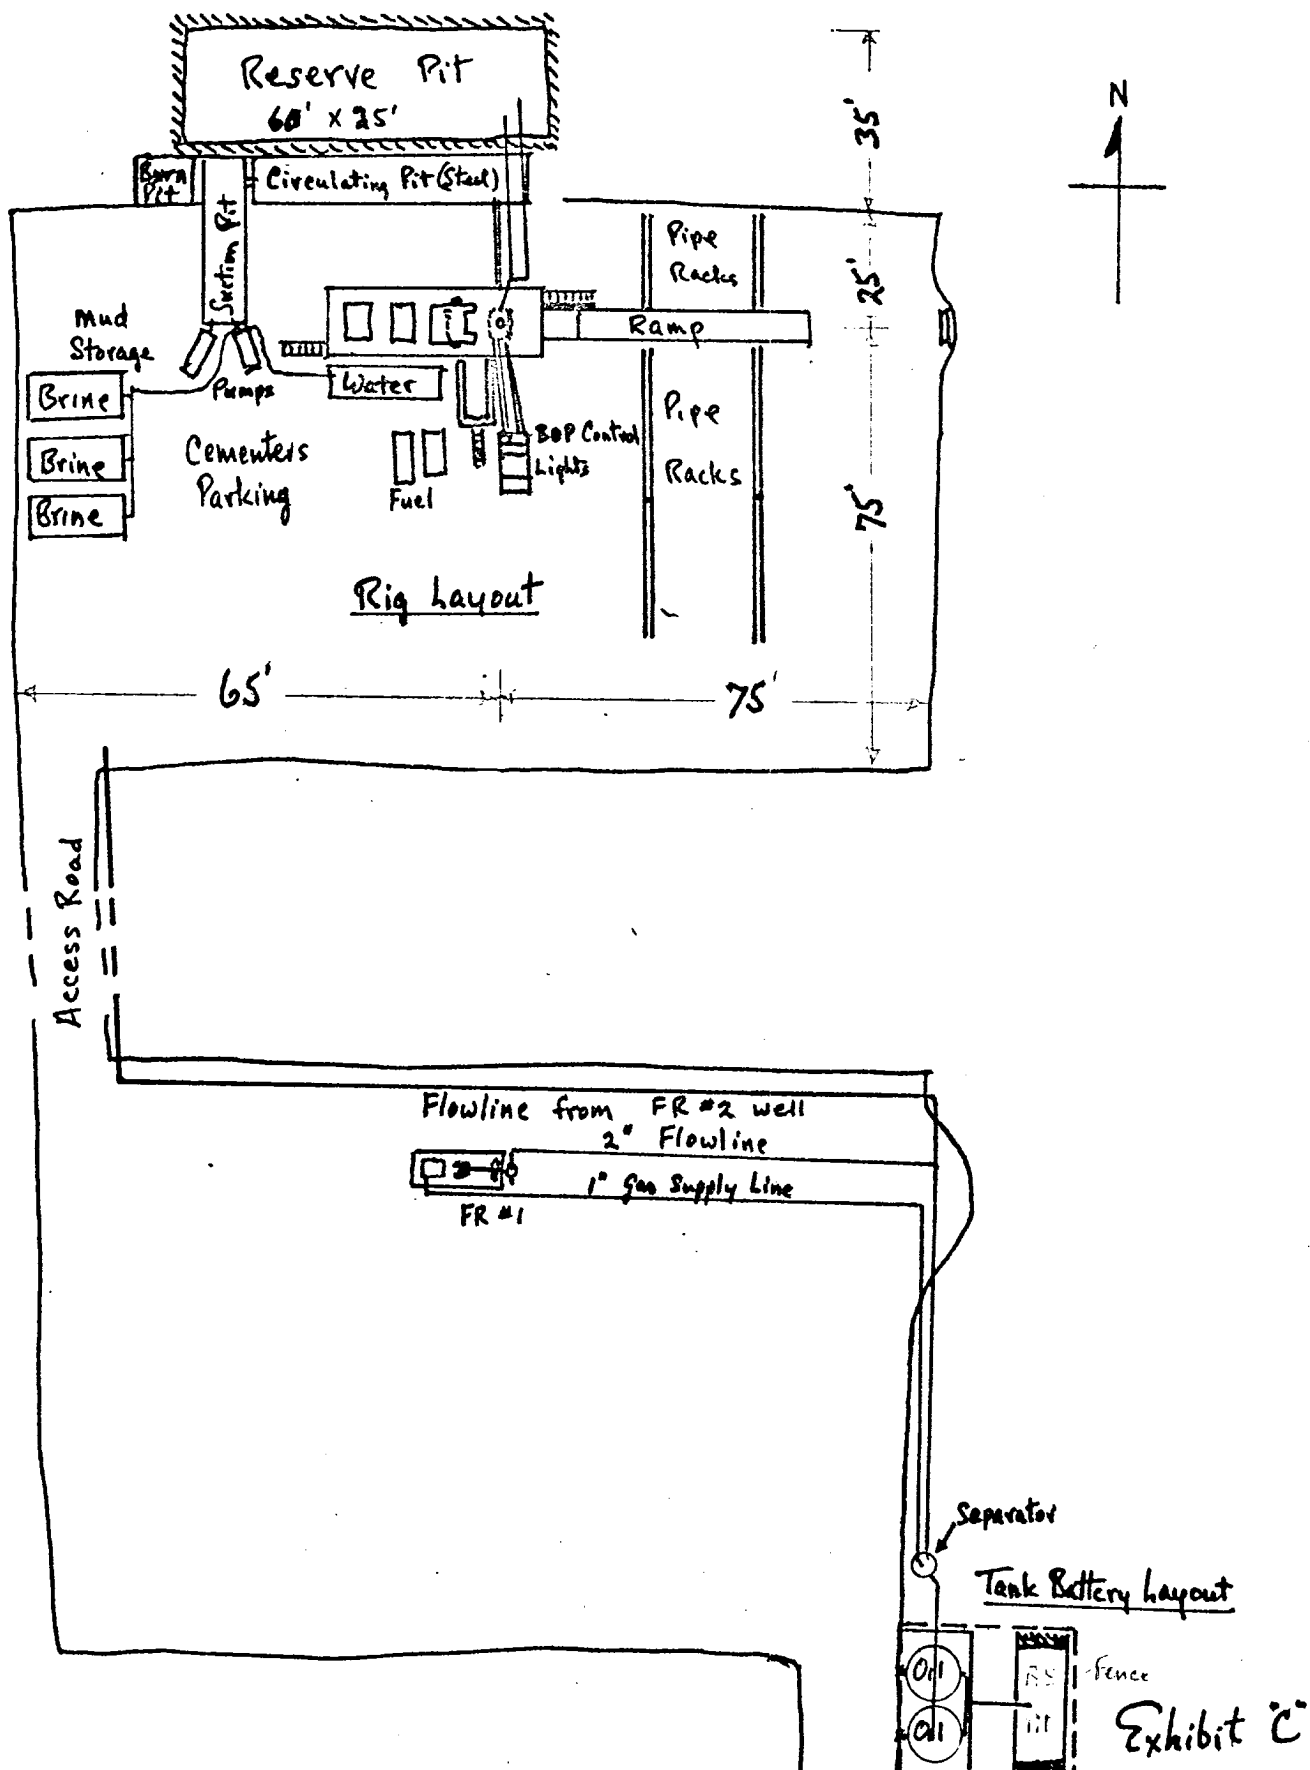 Reserve Pit
60' x 25'
35'
N
Burn
Pit
Circulating Pit (Steel)
Suction Pit
Pipe
Racks
25'
Mud
Storage
Ramp
Brine
Pumps
Water
Pipe
Racks
Brine
Cementers
Parking
BOP Control
Lights
Fuel
Brine
75'
Rig Layout
65'
75'
Access Road
Flowline from FR #2 well
2" Flowline
1" Gas Supply Line
FR #1
Separator
Tank Battery Layout
Oil
Fence
Oil
Exhibit "C"